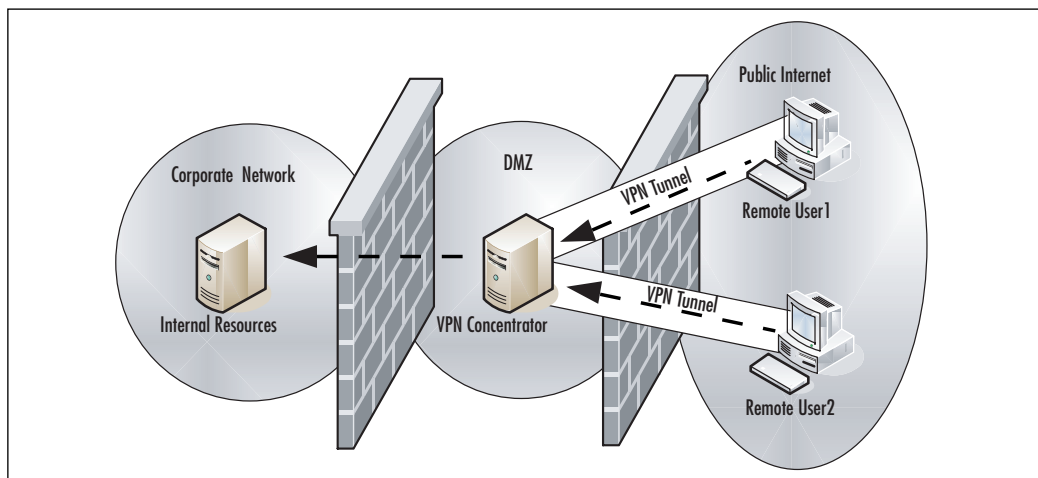 Public Internet
DMZ
Corporate Network
VPN Tunnel
Remote User1
VPN Tunnel
Internal Resources
VPN Concentrator
Remote User2